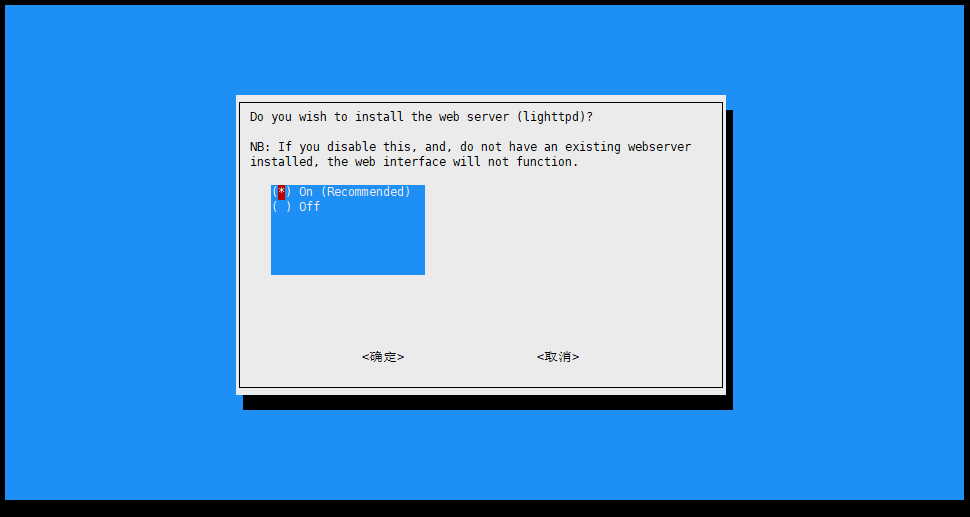 Do you wish to install the web server (lighttpd)?
NB: If you disable this, and, do not have an existing webserver
installed, the web interface will not function.
(*) On (Recommended)
( ) Off
<确定> <取消>